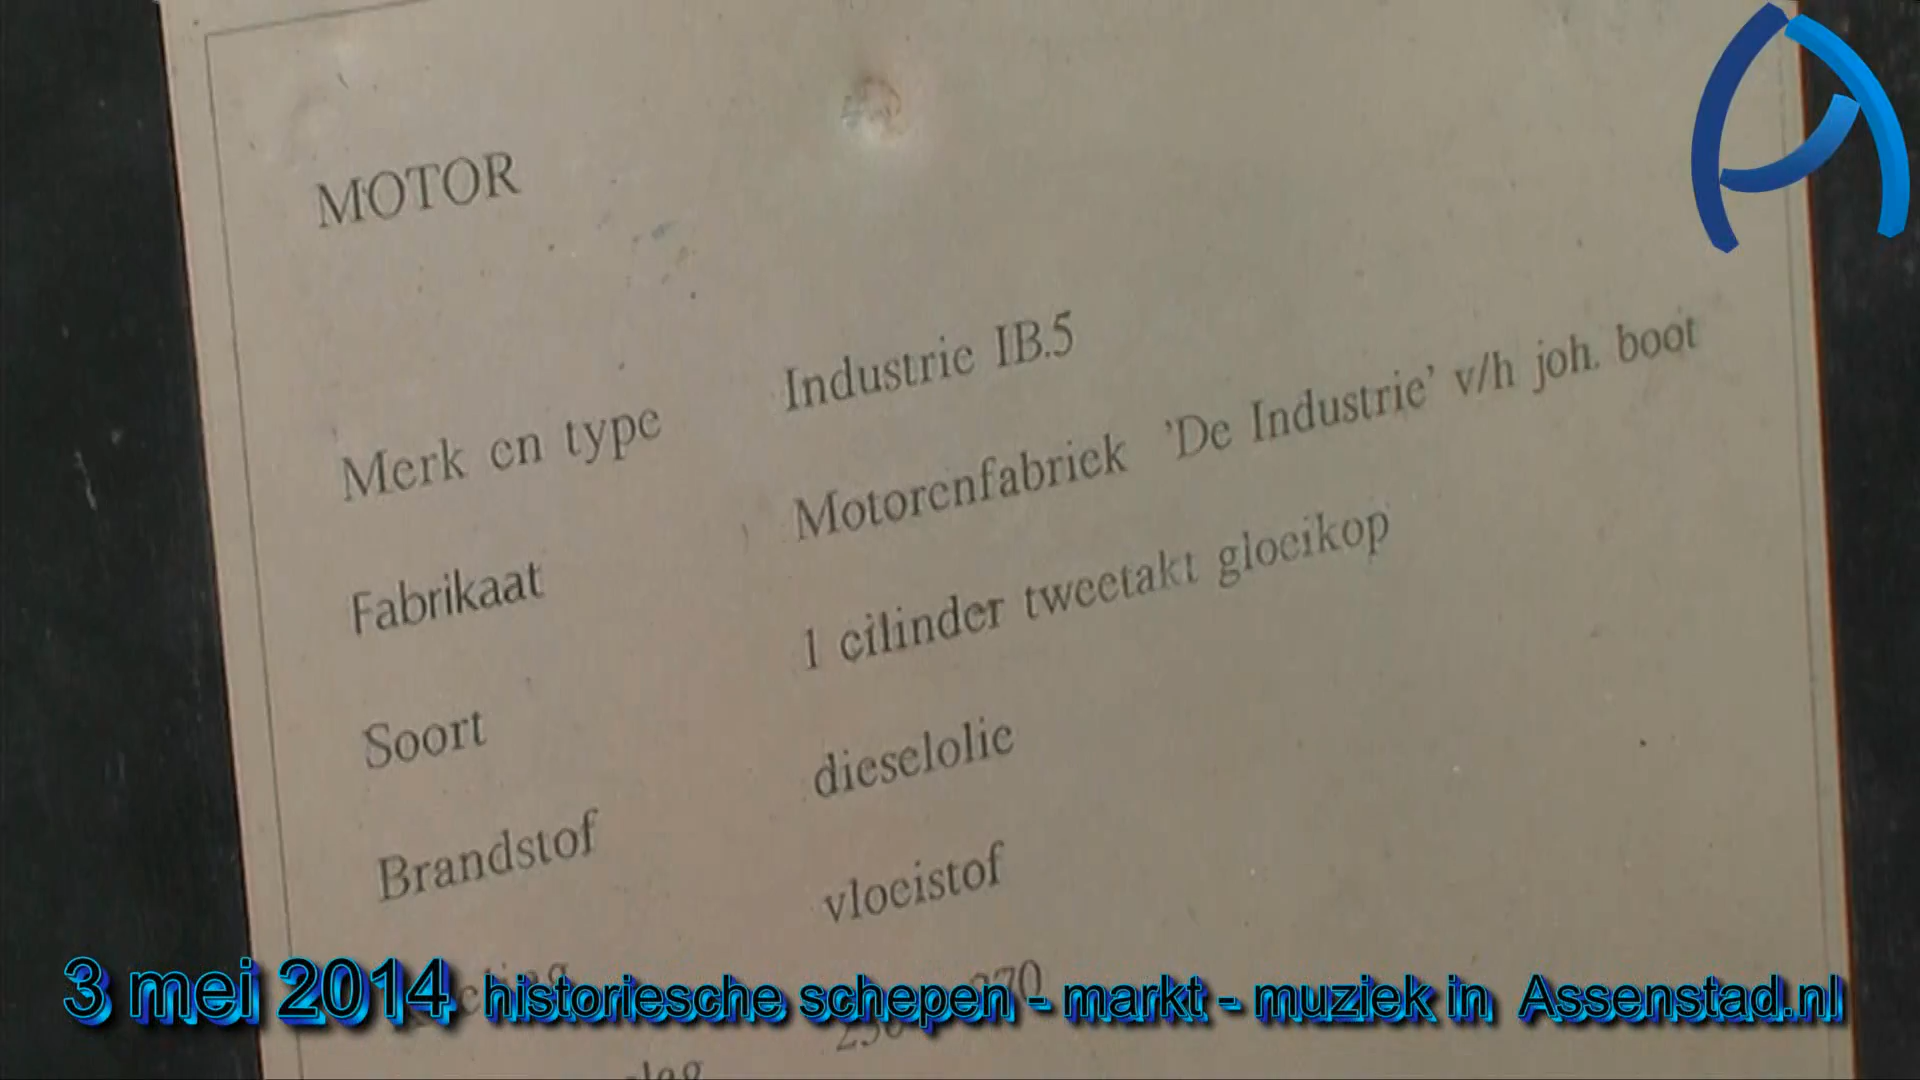 MOTOR
Merk en type Industrie IB.5
Fabrikaat Motorenfabriek 'De Industrie' v/h joh. boot
Soort 1 cilinder tweetakt gloeikop
Brandstof dieselolie
vloeistof
3 mei 2014 historiesche schepen - markt - muziek in Assenstad.nl